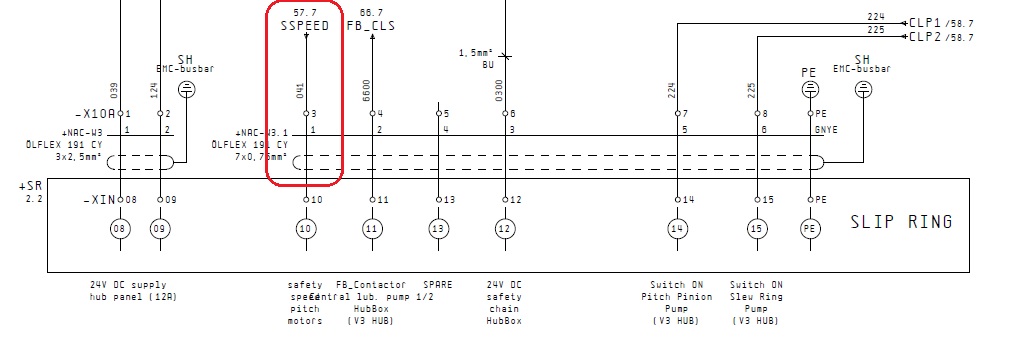 57.7 66.7 224 CLP1 /58.7
SSPEED FB_CLS 225 CLP2 /58.7
1,5mm²
BU
SH PE SH
EMC-busbar EMC-busbar
039 124 041 6600 0300 224 225
-X10A 1 2 3 4 5 6 7 8 PE
+NAC-W3 1 2 +NAC-W3.1 1 2 4 3 5 6 GNYE
ÖLFLEX 191 CY ÖLFLEX 191 CY
3x2,5mm² 7x0,75mm²
+SR
2.2 -XIN 08 09 10 11 13 12 14 15 PE
08 09 10 11 13 12 14 15 PE SLIP RING
24V DC supply safety FB_Contactor SPARE 24V DC Switch ON Switch ON
hub panel (12A) speed Central lub. pump 1/2 safety Pitch Pinion Slew Ring
pitch HubBox chain Pump Pump
motors (V3 HUB) HubBox (V3 HUB) (V3 HUB)